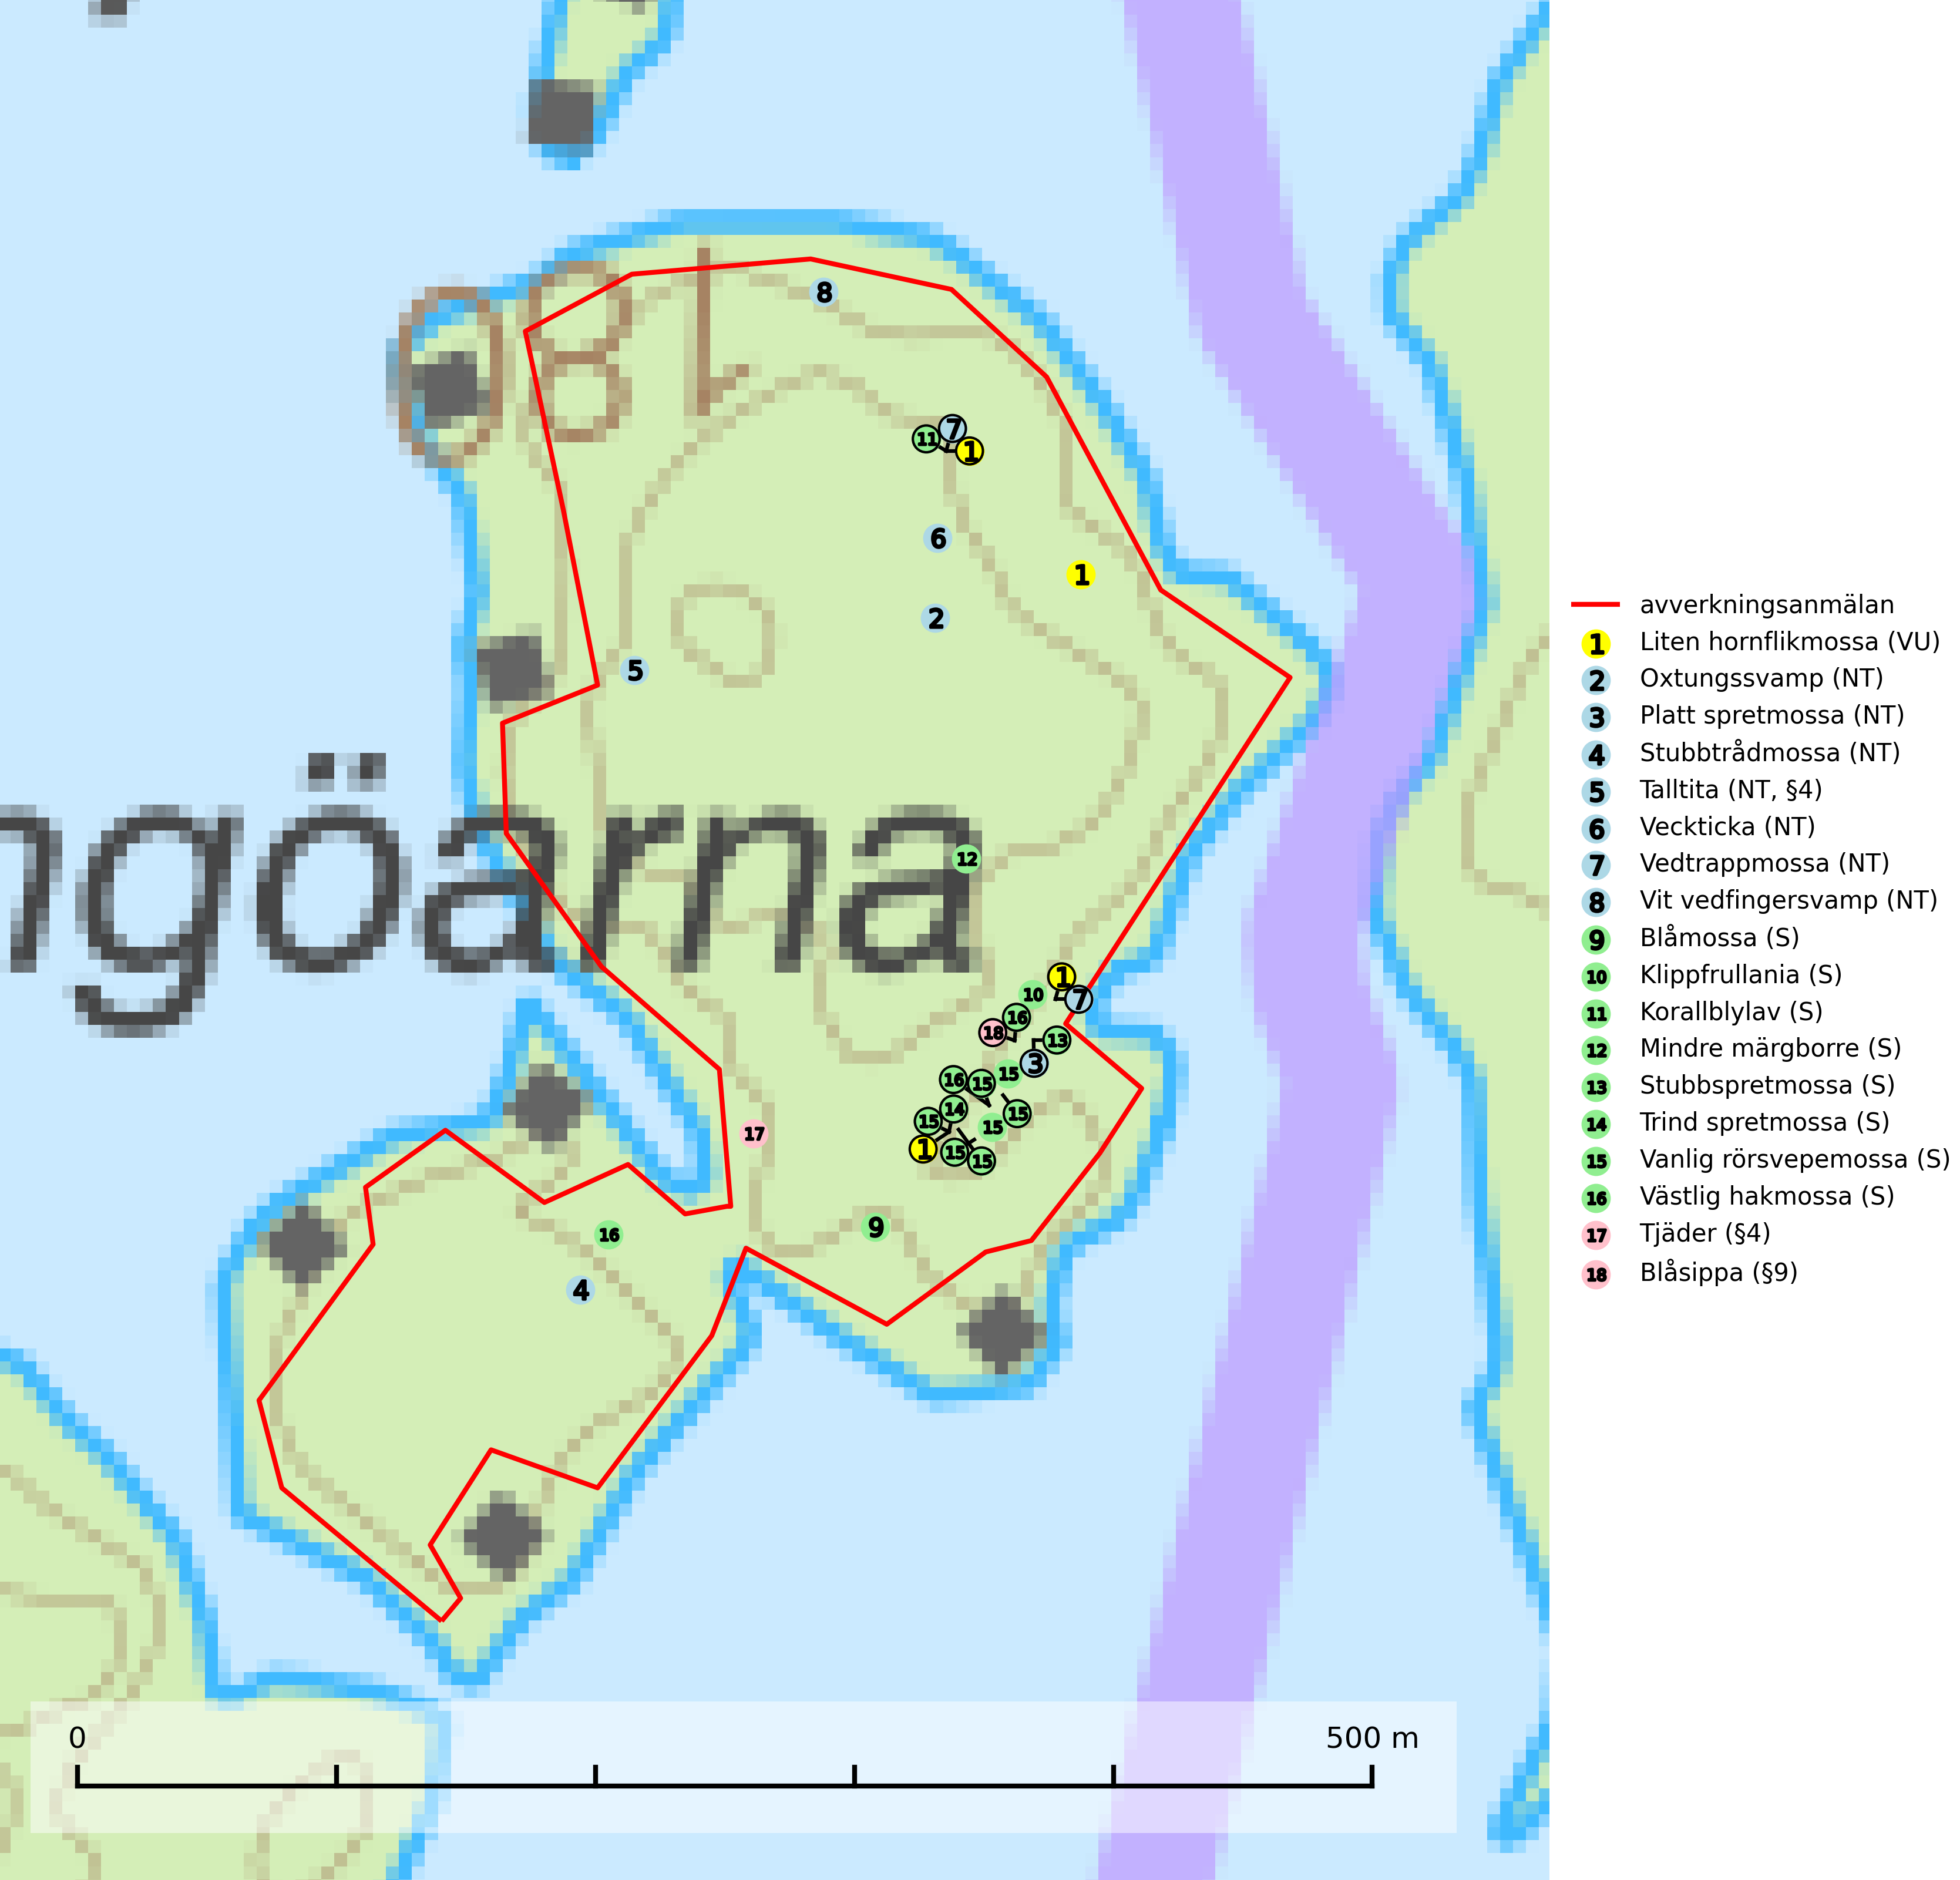 81
8
11 7 1
6
1
2
5
ngöarna
12
1
10 7
16
18 13
3
16 15 15
14 15
15 15
17
1 15 15
9
16
4
0 500 m
avverkningsanmälan
1 Liten hornflikmossa (VU)
2 Oxtungssvamp (NT)
3 Platt spretmossa (NT)
4 Stubbtrådmossa (NT)
5 Talltita (NT, §4)
6 Veckticka (NT)
7 Vedtrappmossa (NT)
8 Vit vedfingersvamp (NT)
9 Blåmossa (S)
10 Klippfrullania (S)
11 Korallblylav (S)
12 Mindre märgborre (S)
13 Stubbspretmossa (S)
14 Trind spretmossa (S)
15 Vanlig rörsvepemossa (S)
16 Västlig hakmossa (S)
17 Tjäder (§4)
18 Blåsippa (§9)